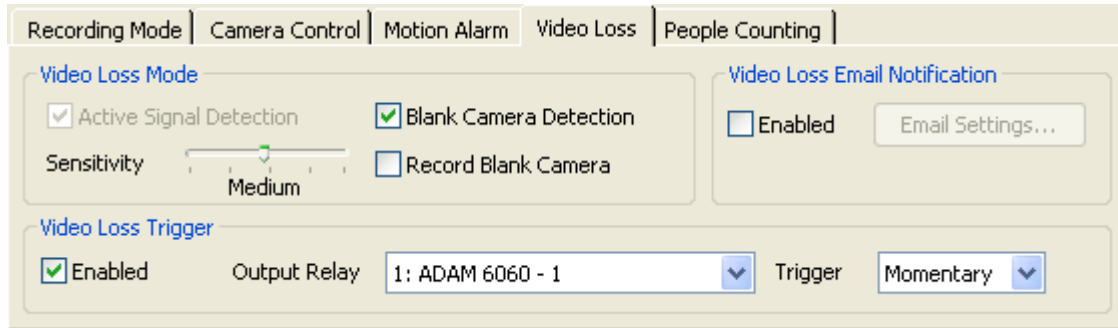 Recording Mode Camera Control Motion Alarm Video Loss People Counting
Video Loss Mode
Active Signal Detection
Blank Camera Detection
Sensitivity
Medium
Record Blank Camera
Video Loss Email Notification
Enabled
Email Settings...
Video Loss Trigger
Enabled
Output Relay
1: ADAM 6060 - 1
Trigger
Momentary